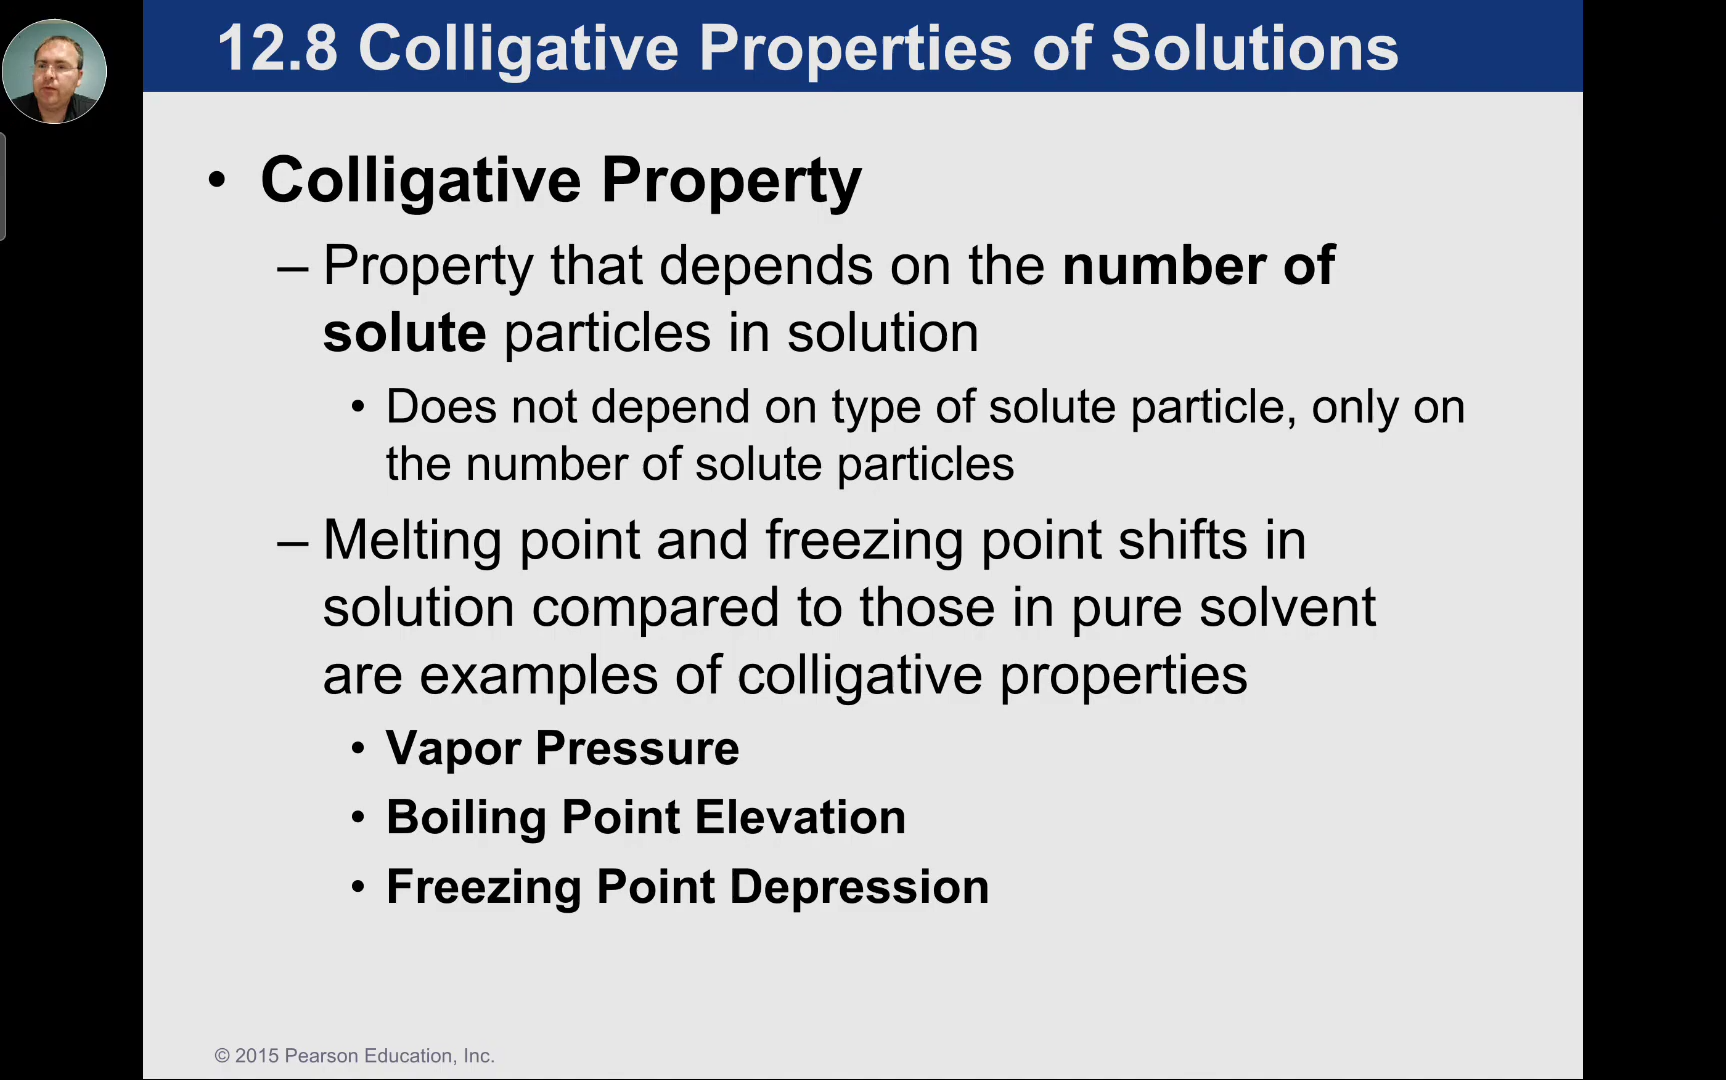 12.8 Colligative Properties of Solutions
• Colligative Property
– Property that depends on the number of
solute particles in solution
• Does not depend on type of solute particle, only on
the number of solute particles
– Melting point and freezing point shifts in
solution compared to those in pure solvent
are examples of colligative properties
• Vapor Pressure
• Boiling Point Elevation
• Freezing Point Depression
© 2015 Pearson Education, Inc.